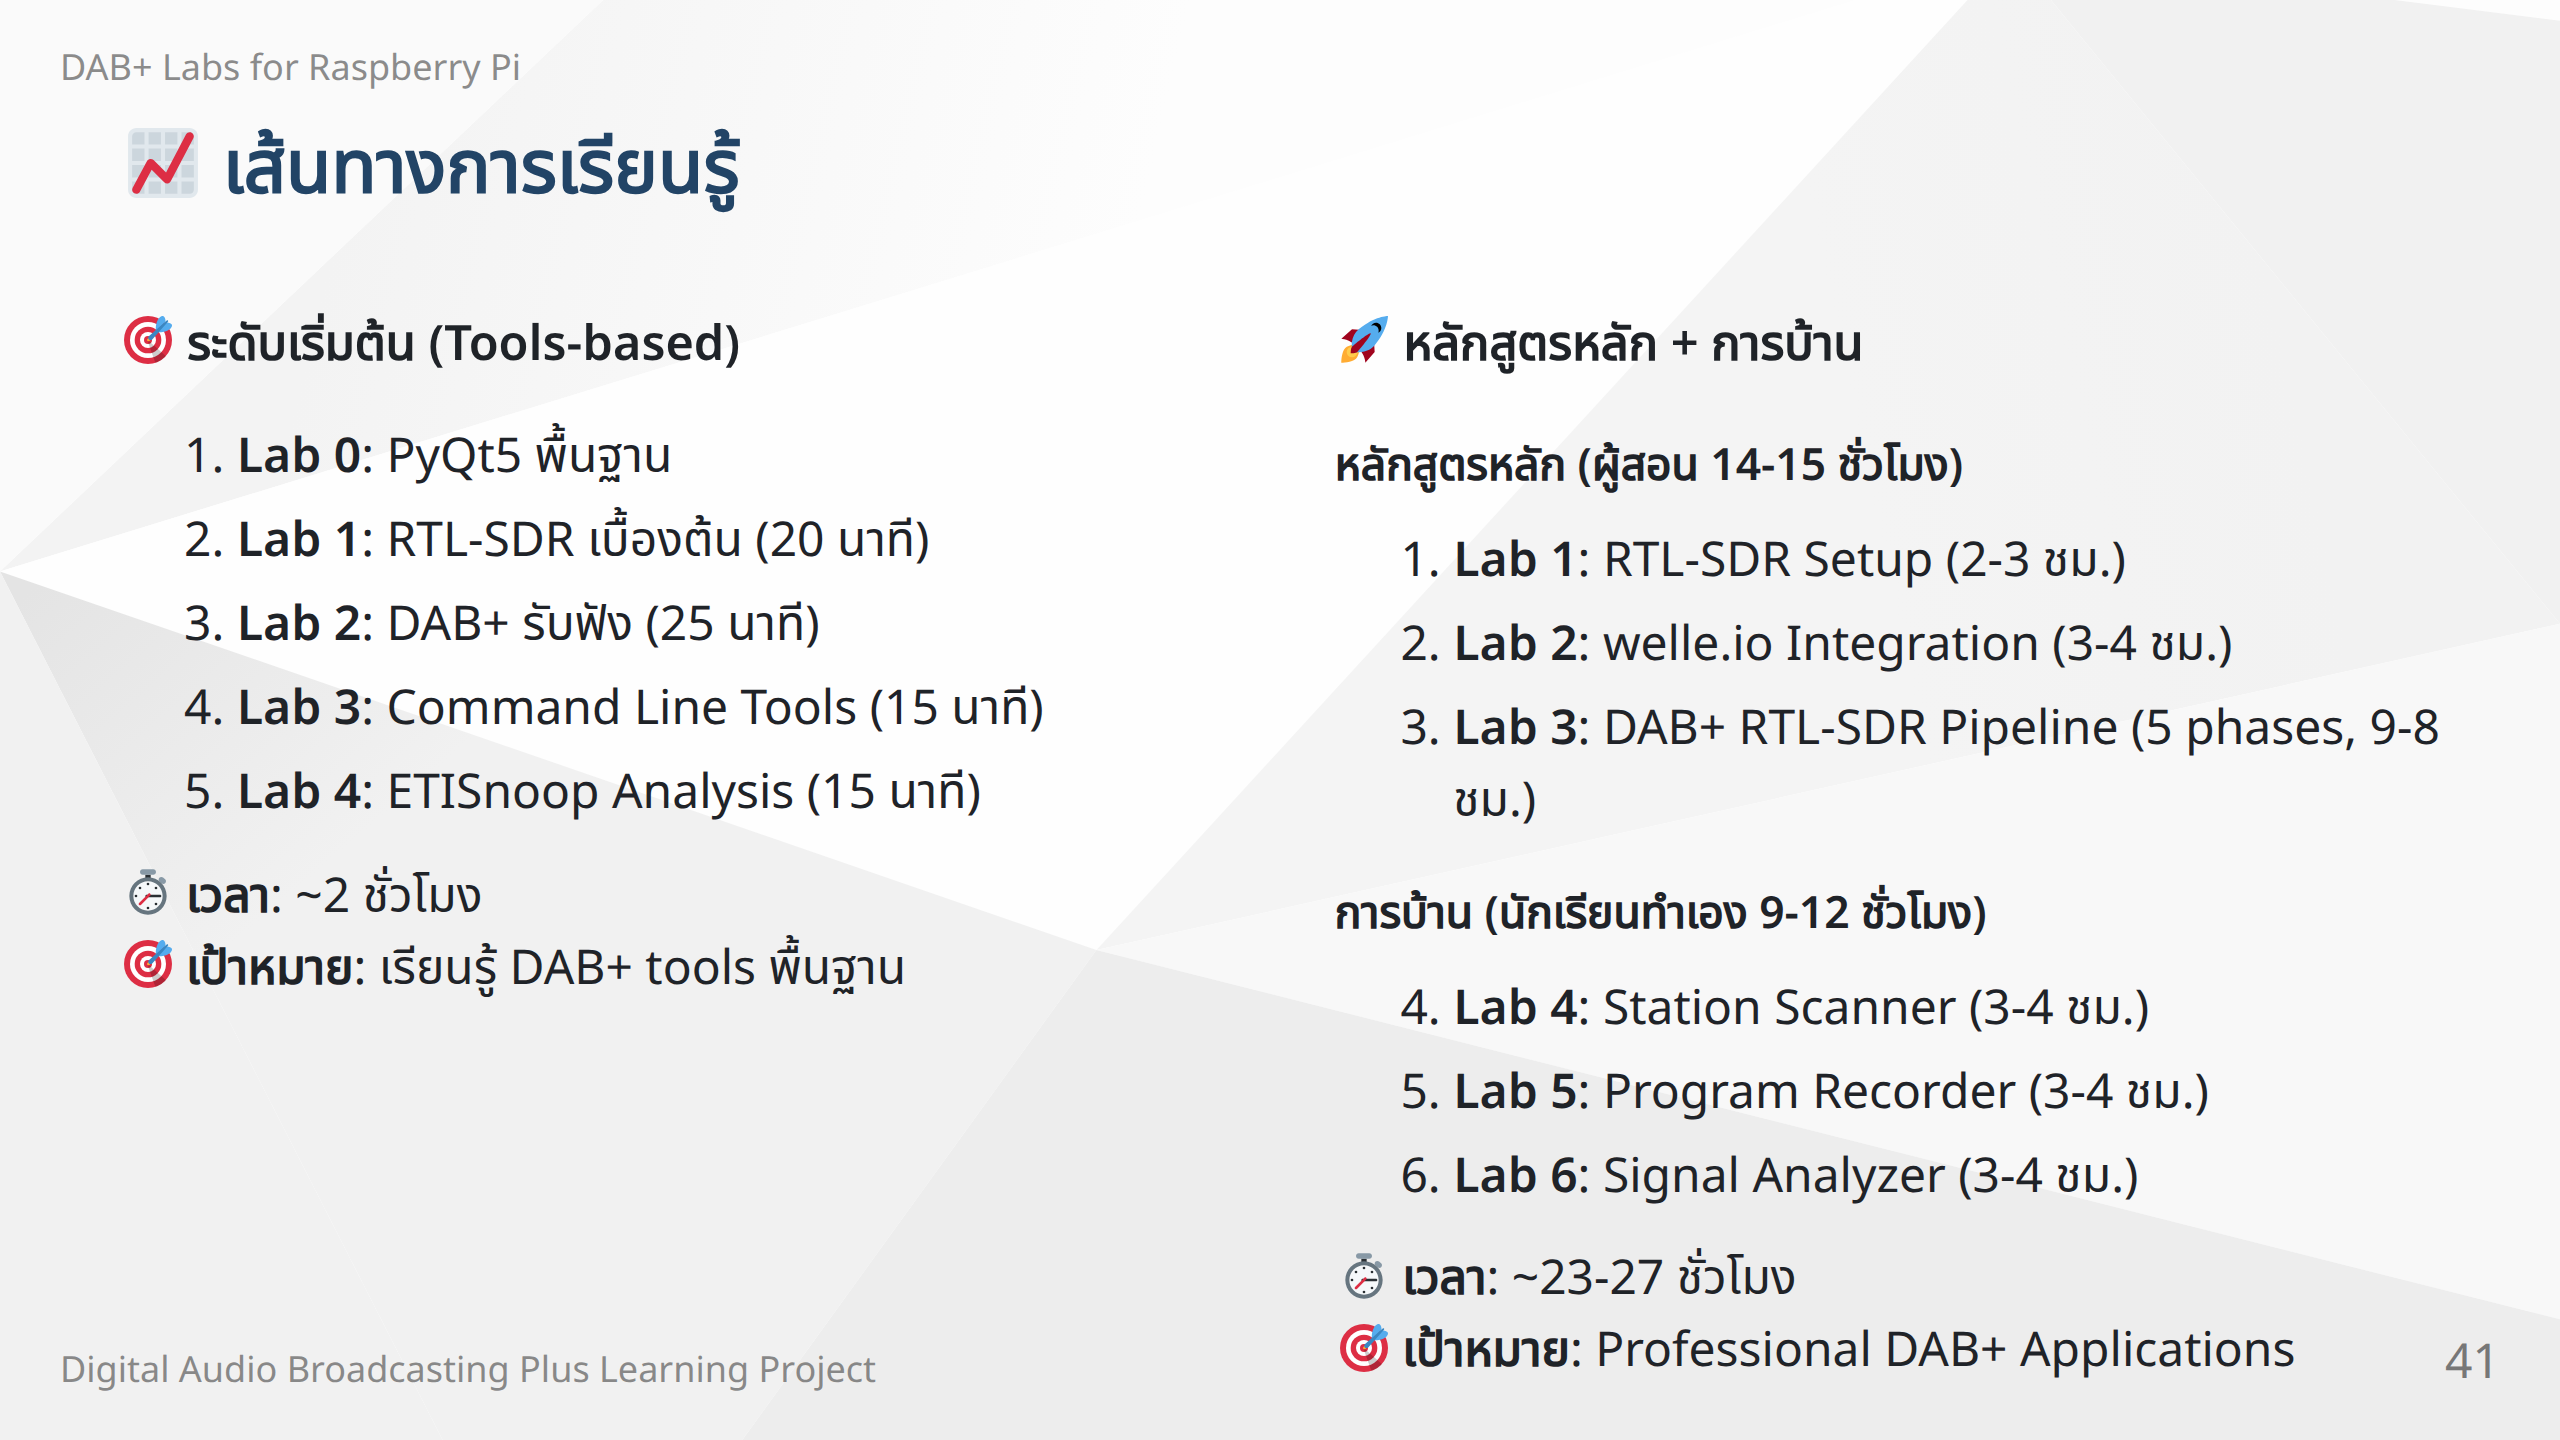 DAB+ Labs for Raspberry Pi
📈 เส้นทางการเรียนรู้
🎯 ระดับเริ่มต้น (Tools-based)
1. Lab 0: PyQt5 พื้นฐาน
2. Lab 1: RTL-SDR เบื้องต้น (20 นาที)
3. Lab 2: DAB+ รับฟัง (25 นาที)
4. Lab 3: Command Line Tools (15 นาที)
5. Lab 4: ETISnoop Analysis (15 นาที)
⏱️ เวลา: ~2 ชั่วโมง
🎯 เป้าหมาย: เรียนรู้ DAB+ tools พื้นฐาน
🚀 หลักสูตรหลัก + การบ้าน
หลักสูตรหลัก (ผู้สอน 14-15 ชั่วโมง)
1. Lab 1: RTL-SDR Setup (2-3 ชม.)
2. Lab 2: welle.io Integration (3-4 ชม.)
3. Lab 3: DAB+ RTL-SDR Pipeline (5 phases, 9-8
ชม.)
การบ้าน (นักเรียนทำเอง 9-12 ชั่วโมง)
4. Lab 4: Station Scanner (3-4 ชม.)
5. Lab 5: Program Recorder (3-4 ชม.)
6. Lab 6: Signal Analyzer (3-4 ชม.)
⏱️ เวลา: ~23-27 ชั่วโมง
🎯 เป้าหมาย: Professional DAB+ Applications
Digital Audio Broadcasting Plus Learning Project
41